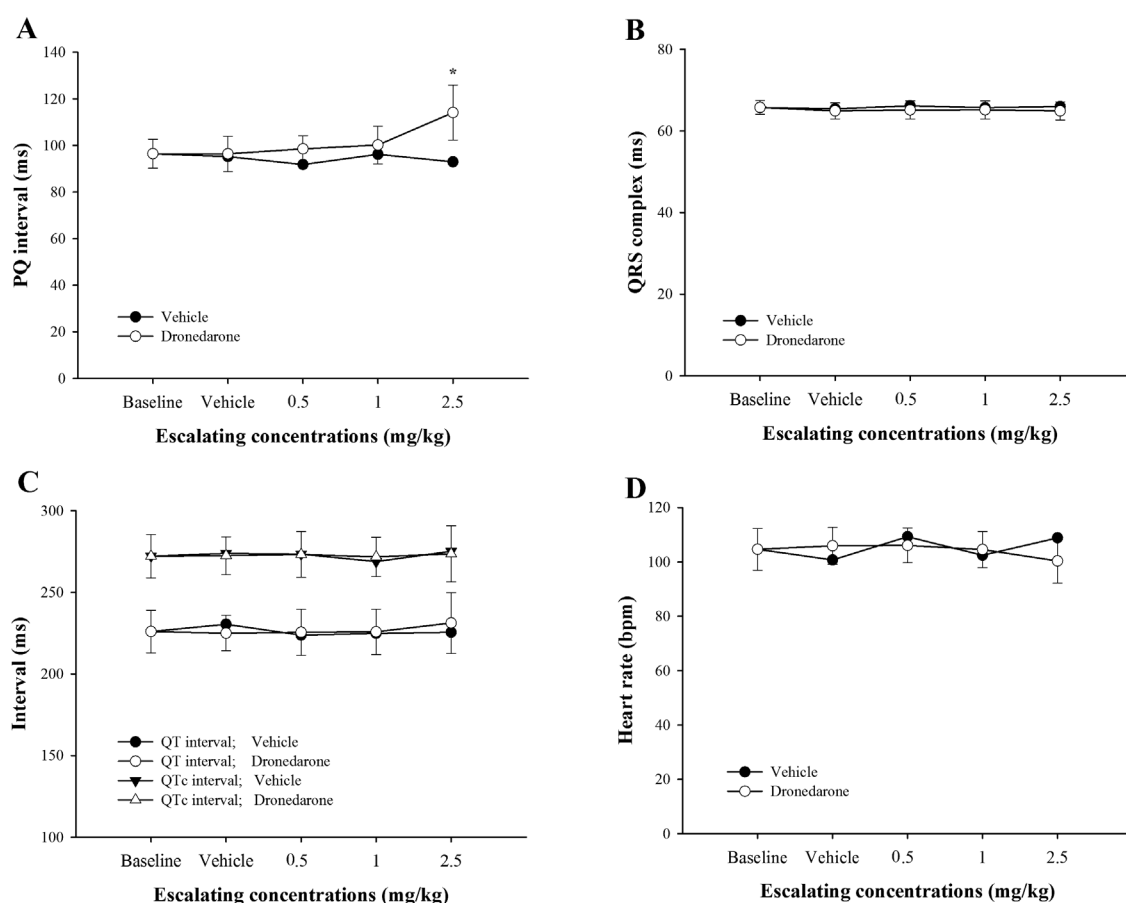 A
140
120
100
80
60
40
20
0
PQ interval (ms)
*
Vehicle
Dronedarone
Baseline Vehicle 0.5 1 2.5
Escalating concentrations (mg/kg)
B
80
60
40
20
0
QRS complex (ms)
Vehicle
Dronedarone
Baseline Vehicle 0.5 1 2.5
Escalating concentrations (mg/kg)
C
300
250
200
150
100
Interval (ms)
QT interval; Vehicle
QT interval; Dronedarone
QTc interval; Vehicle
QTc interval; Dronedarone
Baseline Vehicle 0.5 1 2.5
Escalating concentrations (mg/kg)
D
120
100
80
60
40
20
0
Heart rate (bpm)
Vehicle
Dronedarone
Baseline Vehicle 0.5 1 2.5
Escalating concentrations (mg/kg)